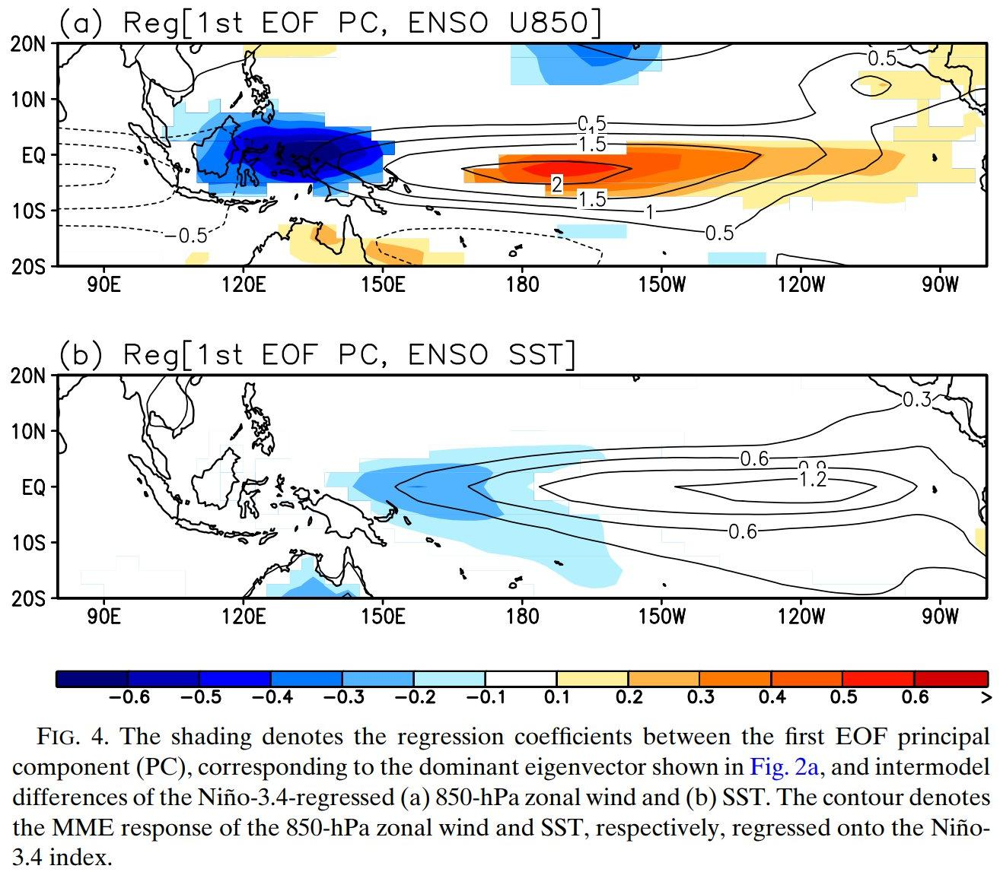 (a) Reg[1st EOF PC, ENSO U850]
20N
10N
EQ
10S
20S
0.5
0.5
1
1.5
2
1.5
1
0.5
−0.5
90E 120E 150E 180 150W 120W 90W
(b) Reg[1st EOF PC, ENSO SST]
20N
10N
EQ
10S
20S
0.3
0.6
0.9
1.2
0.6
90E 120E 150E 180 150W 120W 90W
−0.6 −0.5 −0.4 −0.3 −0.2 −0.1 0.1 0.2 0.3 0.4 0.5 0.6 >
FIG. 4. The shading denotes the regression coefficients between the first EOF principal
component (PC), corresponding to the dominant eigenvector shown in Fig. 2a, and intermodel
differences of the Niño-3.4-regressed (a) 850-hPa zonal wind and (b) SST. The contour denotes
the MME response of the 850-hPa zonal wind and SST, respectively, regressed onto the Niño-
3.4 index.